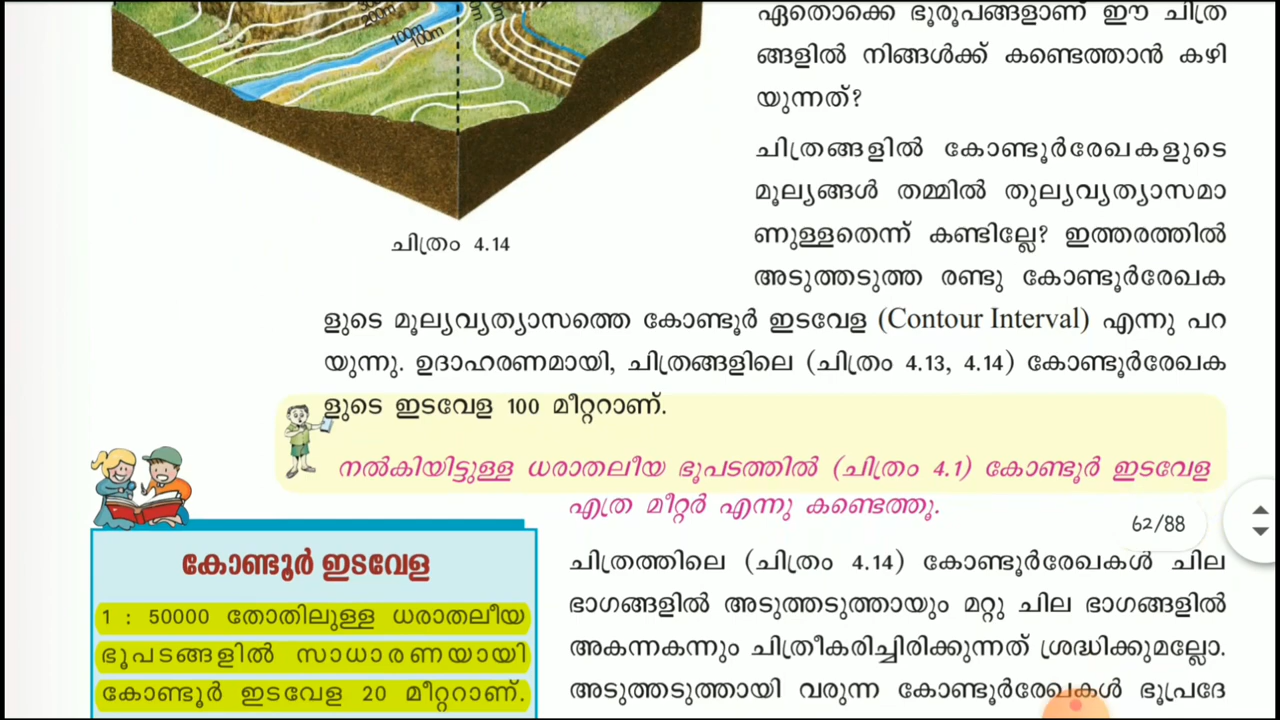 200m
100m
100m
ഏതൊക്കെ ഭൂരൂപങ്ങളാണ് ഈ ചിത്ര
ങ്ങളിൽ നിങ്ങൾക്ക് കണ്ടെത്താൻ കഴി
യുന്നത്?
ചിത്രങ്ങളിൽ കോണ്ടൂർരേഖകളുടെ
മൂല്യങ്ങൾ തമ്മിൽ തുല്യവ്യത്യാസമാ
ണുള്ളതെന്ന് കണ്ടില്ലേ? ഇത്തരത്തിൽ
അടുത്തടുത്ത രണ്ടു കോണ്ടൂർരേഖക
ചിത്രം 4.14
ളുടെ മൂല്യവ്യത്യാസത്തെ കോണ്ടൂർ ഇടവേള (Contour Interval) എന്നു പറ
യുന്നു. ഉദാഹരണമായി, ചിത്രങ്ങളിലെ (ചിത്രം 4.13, 4.14) കോണ്ടൂർരേഖക
ളുടെ ഇടവേള 100 മീറ്ററാണ്.
നൽകിയിട്ടുള്ള ധരാതലീയ ഭൂപടത്തിൽ (ചിത്രം 4.1) കോണ്ടൂർ ഇടവേള
എത്ര മീറ്റർ എന്നു കണ്ടെത്തൂ.
62/88
കോണ്ടൂർ ഇടവേള
1 : 50000 തോതിലുള്ള ധരാതലീയ
ഭൂപടങ്ങളിൽ സാധാരണയായി
കോണ്ടൂർ ഇടവേള 20 മീറ്ററാണ്.
ചിത്രത്തിലെ (ചിത്രം 4.14) കോണ്ടൂർരേഖകൾ ചില
ഭാഗങ്ങളിൽ അടുത്തടുത്തായും മറ്റു ചില ഭാഗങ്ങളിൽ
അകന്നകന്നും ചിത്രീകരിച്ചിരിക്കുന്നത് ശ്രദ്ധിക്കുമല്ലോ.
അടുത്തടുത്തായി വരുന്ന കോണ്ടൂർരേഖകൾ ഭൂപ്രദേ